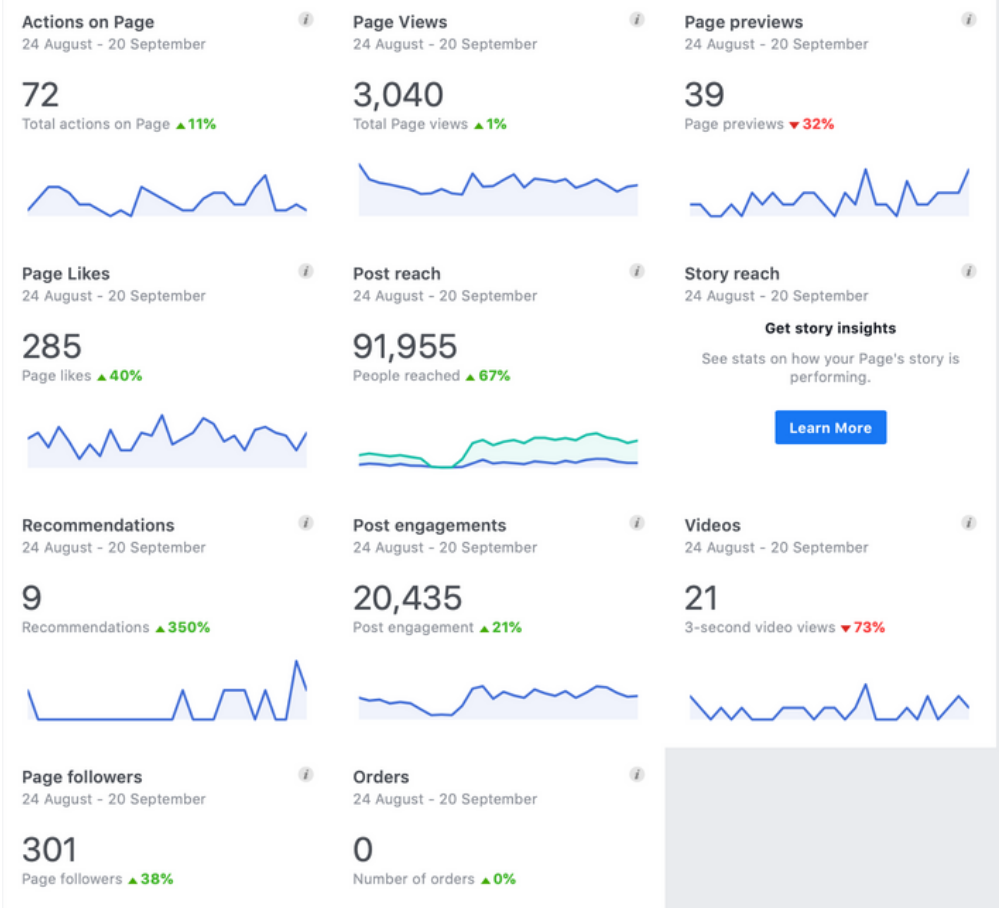 Actions on Page
24 August - 20 September
72
Total actions on Page ▲11%
Page Views
24 August - 20 September
3,040
Total Page views ▲1%
Page previews
24 August - 20 September
39
Page previews ▼32%
Page Likes
24 August - 20 September
285
Page likes ▲40%
Post reach
24 August - 20 September
91,955
People reached ▲67%
Story reach
24 August - 20 September
Get story insights
See stats on how your Page's story is
performing.
Learn More
Recommendations
24 August - 20 September
9
Recommendations ▲350%
Post engagements
24 August - 20 September
20,435
Post engagement ▲21%
Videos
24 August - 20 September
21
3-second video views ▼73%
Page followers
24 August - 20 September
301
Page followers ▲38%
Orders
24 August - 20 September
0
Number of orders ▲0%